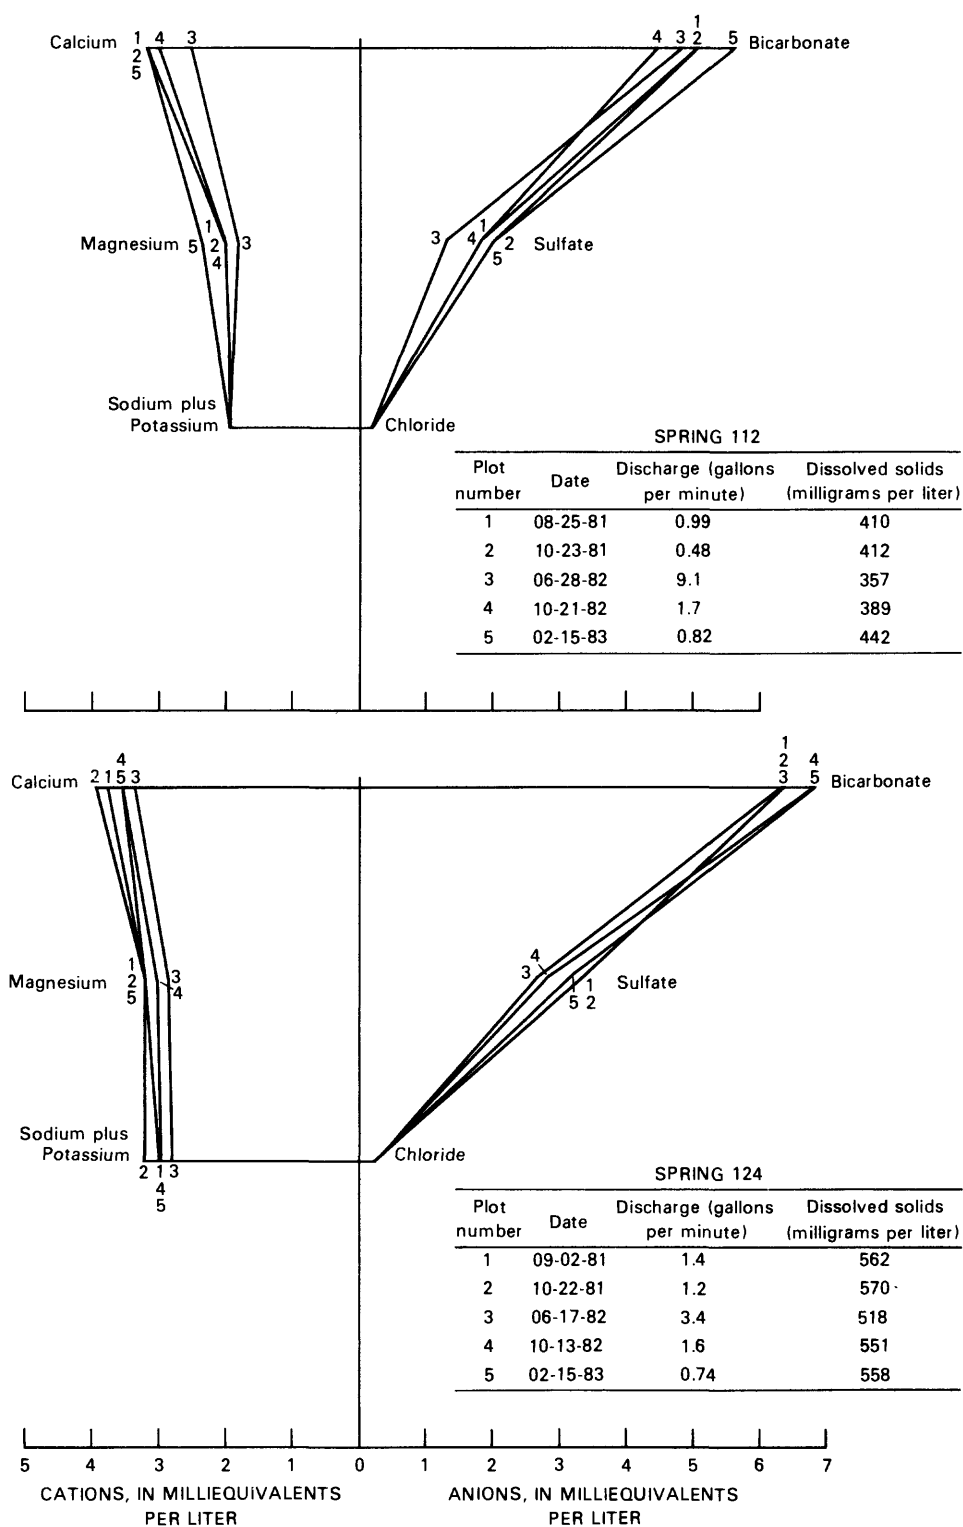 1
Calcium 1 4 3 4 3 2 5 Bicarbonate
2
5
1
Magnesium 5 2 3 3 4 1 2 Sulfate
4 5
Sodium plus
Potassium Chloride
SPRING 112
Plot number Date Discharge (gallons per minute) Dissolved solids (milligrams per liter)
1 08-25-81 0.99 410
2 10-23-81 0.48 412
3 06-28-82 9.1 357
4 10-21-82 1.7 389
5 02-15-83 0.82 442
1
4 2 4
Calcium 2 1 5 3 3 5 Bicarbonate
1 3 4
Magnesium 2 4 3 5 1 Sulfate
5 2
Sodium plus
Potassium Chloride
2 1 3
4
5
SPRING 124
Plot number Date Discharge (gallons per minute) Dissolved solids (milligrams per liter)
1 09-02-81 1.4 562
2 10-22-81 1.2 570
3 06-17-82 3.4 518
4 10-13-82 1.6 551
5 02-15-83 0.74 558
5 4 3 2 1 0 1 2 3 4 5 6 7
CATIONS, IN MILLIEQUIVALENTS
PER LITER
ANIONS, IN MILLIEQUIVALENTS
PER LITER